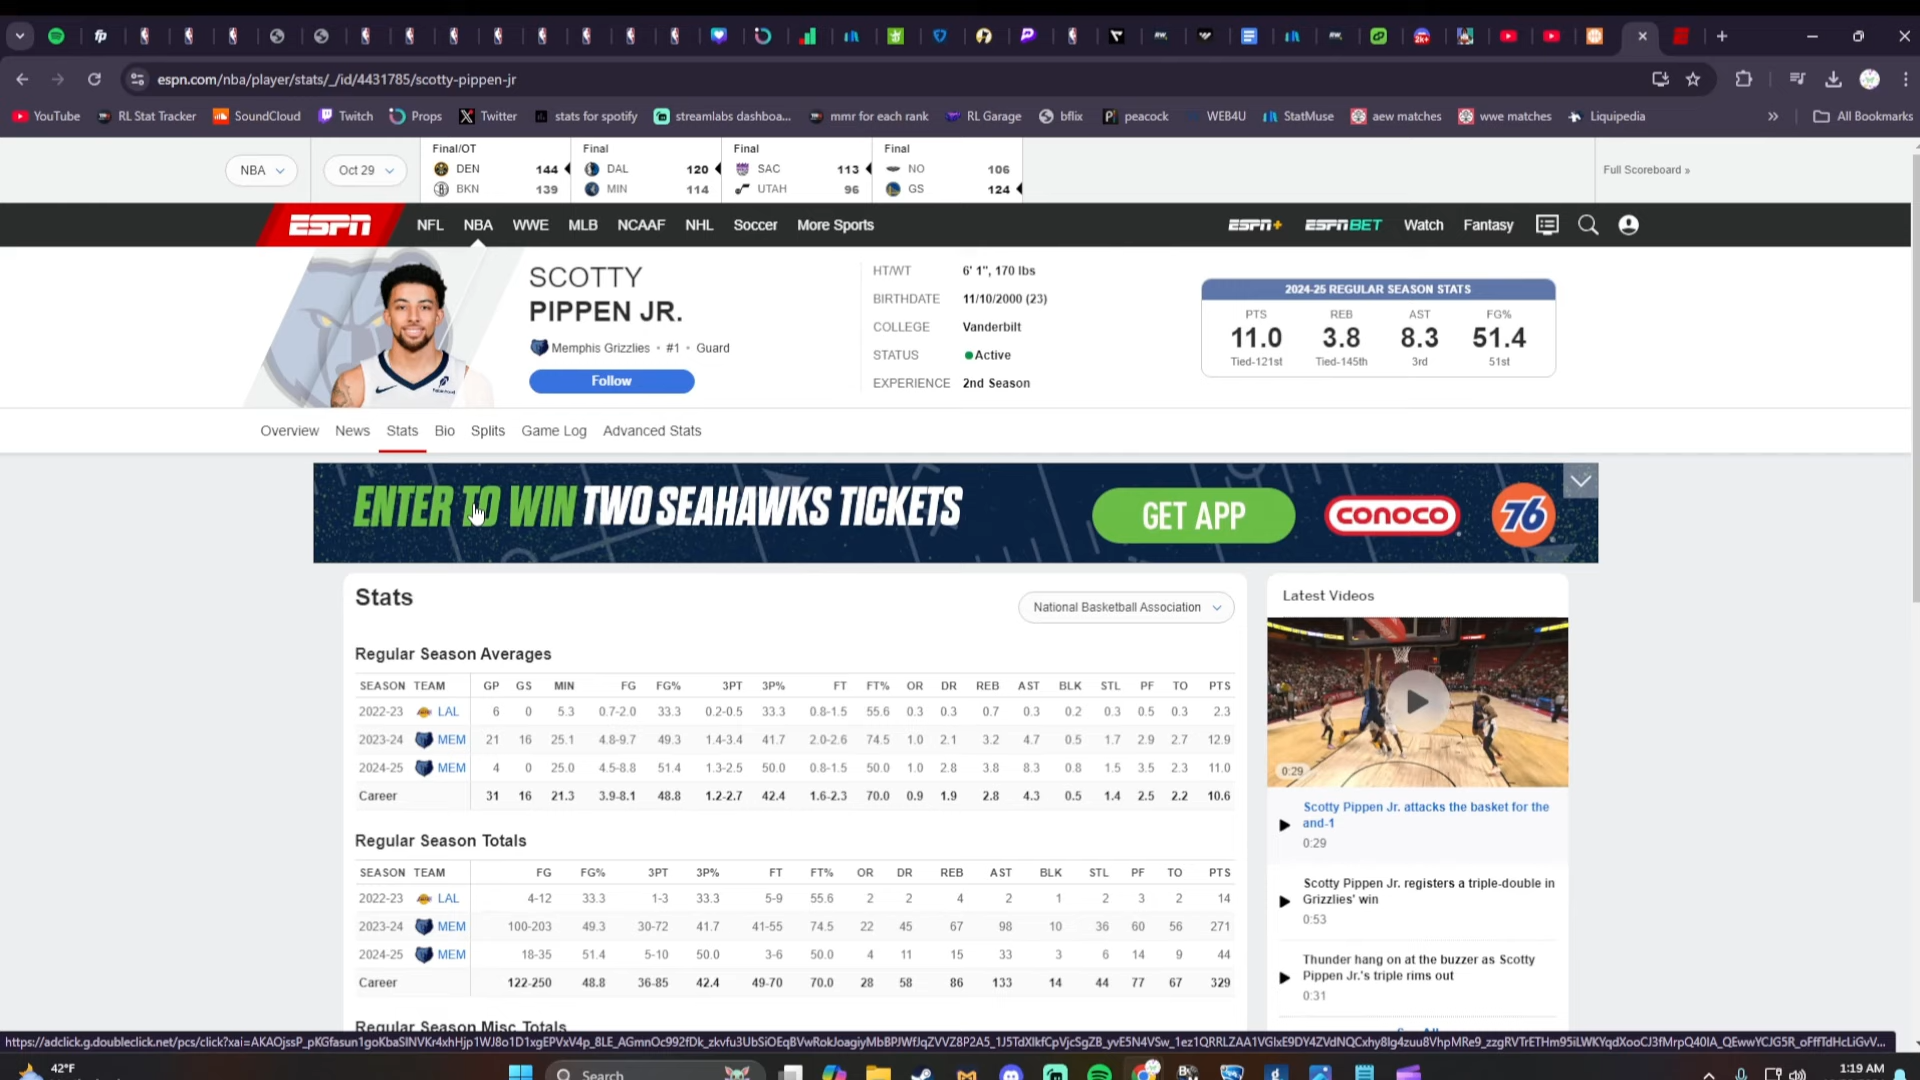 espn.com/nba/player/stats/_/id/4431785/scotty-pippen-jr
YouTube RL Stat Tracker SoundCloud Twitch Props Twitter stats for spotify streamlabs dashboa... mmr for each rank RL Garage bflix peacock WEB4U StatMuse aew matches wwe matches Liquipedia » All Bookmarks
NBA Oct 29
Final/OT
DEN 144
BKN 139
Final
DAL 120
MIN 114
Final
SAC 113
UTAH 96
Final
NO 106
GS 124
Full Scoreboard »
ESPN NFL NBA WWE MLB NCAAF NHL Soccer More Sports ESPN+ ESPN BET Watch Fantasy
SCOTTY
PIPPEN JR.
Memphis Grizzlies • #1 • Guard
Follow
HT/WT 6' 1", 170 lbs
BIRTHDATE 11/10/2000 (23)
COLLEGE Vanderbilt
STATUS Active
EXPERIENCE 2nd Season
2024-25 REGULAR SEASON STATS
PTS REB AST FG%
11.0 3.8 8.3 51.4
Tied-121st Tied-145th 3rd 51st
Overview News Stats Bio Splits Game Log Advanced Stats
ENTER TO WIN TWO SEAHAWKS TICKETS GET APP CONOCO 76
Stats
National Basketball Association
Regular Season Averages
SEASON TEAM GP GS MIN FG FG% 3PT 3P% FT FT% OR DR REB AST BLK STL PF TO PTS
2022-23 LAL 6 0 5.3 0.7-2.0 33.3 0.2-0.5 33.3 0.8-1.5 55.6 0.3 0.3 0.7 0.3 0.2 0.3 0.5 0.3 2.3
2023-24 MEM 21 16 25.1 4.8-9.7 49.3 1.4-3.4 41.7 2.0-2.6 74.5 1.0 2.1 3.2 4.7 0.5 1.7 2.9 2.7 12.9
2024-25 MEM 4 0 25.0 4.5-8.8 51.4 1.3-2.5 50.0 0.8-1.5 50.0 1.0 2.8 3.8 8.3 0.8 1.5 3.5 2.3 11.0
Career 31 16 21.3 3.9-8.1 48.8 1.2-2.7 42.4 1.6-2.3 70.0 0.9 1.9 2.8 4.3 0.5 1.4 2.5 2.2 10.6
Regular Season Totals
SEASON TEAM FG FG% 3PT 3P% FT FT% OR DR REB AST BLK STL PF TO PTS
2022-23 LAL 4-12 33.3 1-3 33.3 5-9 55.6 2 2 4 2 1 2 3 2 14
2023-24 MEM 100-203 49.3 30-72 41.7 41-55 74.5 22 45 67 98 10 36 60 56 271
2024-25 MEM 18-35 51.4 5-10 50.0 3-6 50.0 4 11 15 33 3 6 14 9 44
Career 122-250 48.8 36-85 42.4 49-70 70.0 28 58 86 133 14 44 77 67 329
Regular Season Misc Totals
Latest Videos
0:29
Scotty Pippen Jr. attacks the basket for the
and-1
0:29
Scotty Pippen Jr. registers a triple-double in
Grizzlies' win
0:53
Thunder hang on at the buzzer as Scotty
Pippen Jr.'s triple rims out
0:31
42°F
Search
1:19 AM